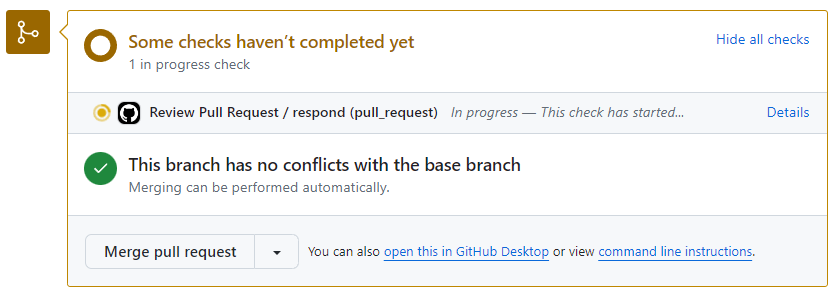 Some checks haven’t completed yet
Hide all checks
1 in progress check
Review Pull Request / respond (pull_request) In progress — This check has started... Details
This branch has no conflicts with the base branch
Merging can be performed automatically.
Merge pull request You can also open this in GitHub Desktop or view command line instructions.